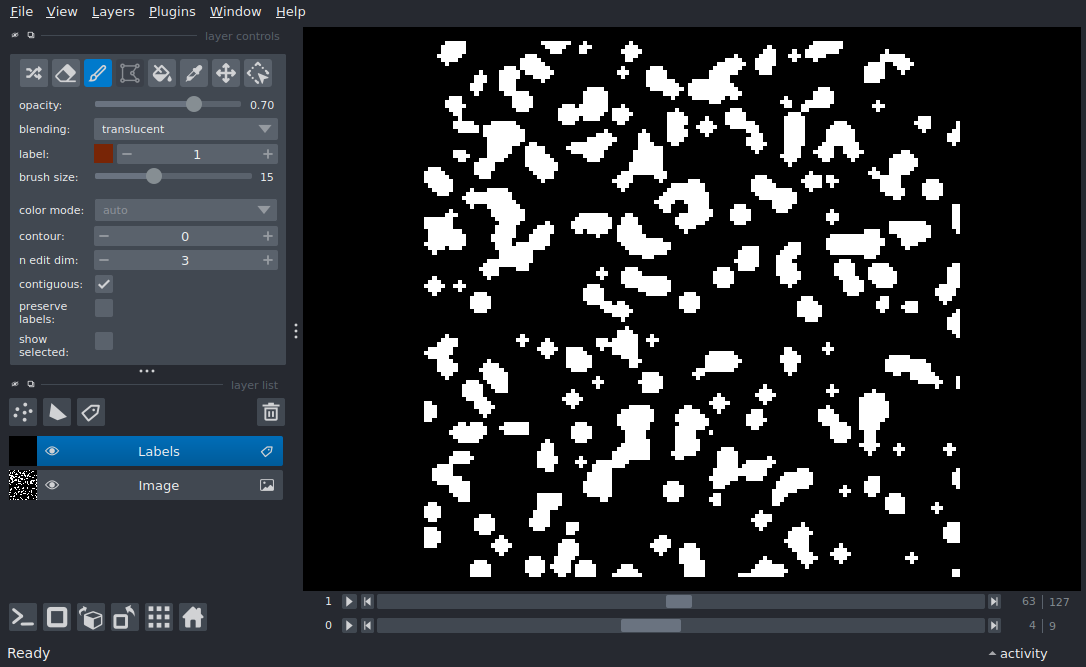 File View Layers Plugins Window Help
layer controls
opacity: 0.70
blending: translucent
label: 1
brush size: 15
color mode: auto
contour: 0
n edit dim: 3
contiguous:
preserve
labels:
show
selected:
layer list
Labels
Image
1 63 127
0 4 9
Ready activity